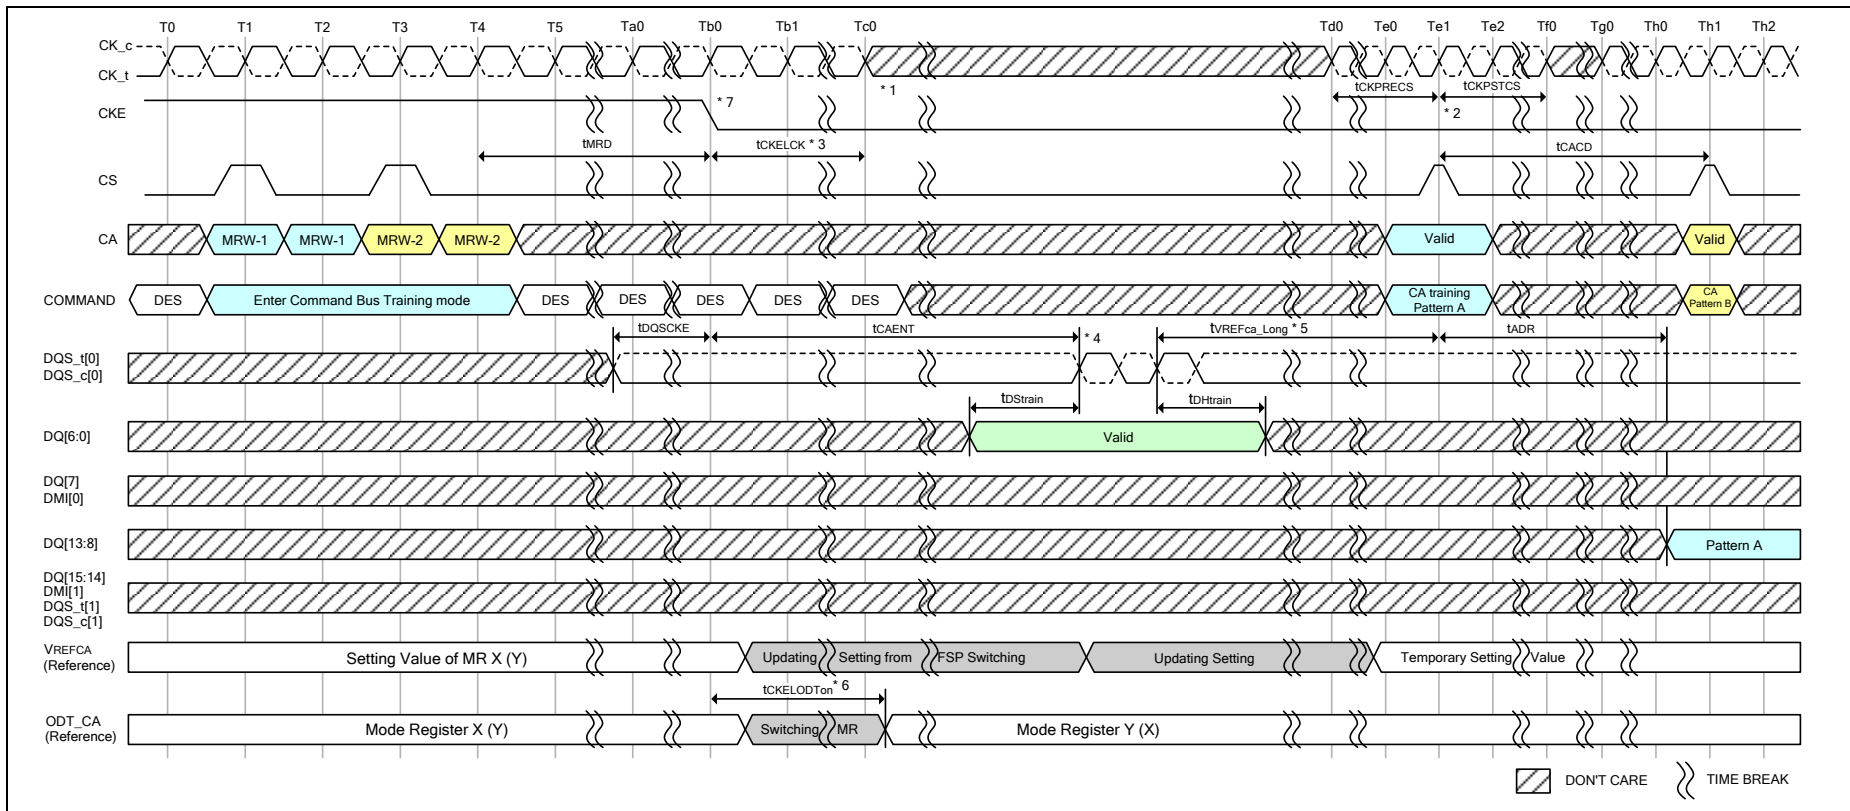 T0 T1 T2 T3 T4 T5 Ta0 Ta1 Tb0 Tb1 Tc0 Td0 Te0 Te1 Te2 Tf0 Tg0 Th0 Th1 Th2
CK_c
CK_t
* 1
tCKPRECS
tCKPSTCS
CKE
* 7
* 2
tMRD
tCKELCK * 3
tCACD
CS
CA
MRW-1
MRW-1
MRW-2
MRW-2
Valid
Valid
COMMAND
DES
Enter Command Bus Training mode
DES
DES
DES
DES
DES
CA training
Pattern A
CA
Pattern B
tDQSCKE
tCAENT
* 4
tVREFca_Long * 5
tADR
DQS_t[0]
DQS_c[0]
tDStrain
tDHtrain
DQ[6:0]
Valid
DQ[7]
DMI[0]
DQ[13:8]
Pattern A
DQ[15:14]
DMI[1]
DQS_t[1]
DQS_c[1]
VREFCA
(Reference)
Setting Value of MR X (Y)
Updating Setting from FSP Switching
Updating Setting
Temporary Setting Value
tCKELODTon * 6
ODT_CA
(Reference)
Mode Register X (Y)
Switching MR
Mode Register Y (X)
DON'T CARE
TIME BREAK